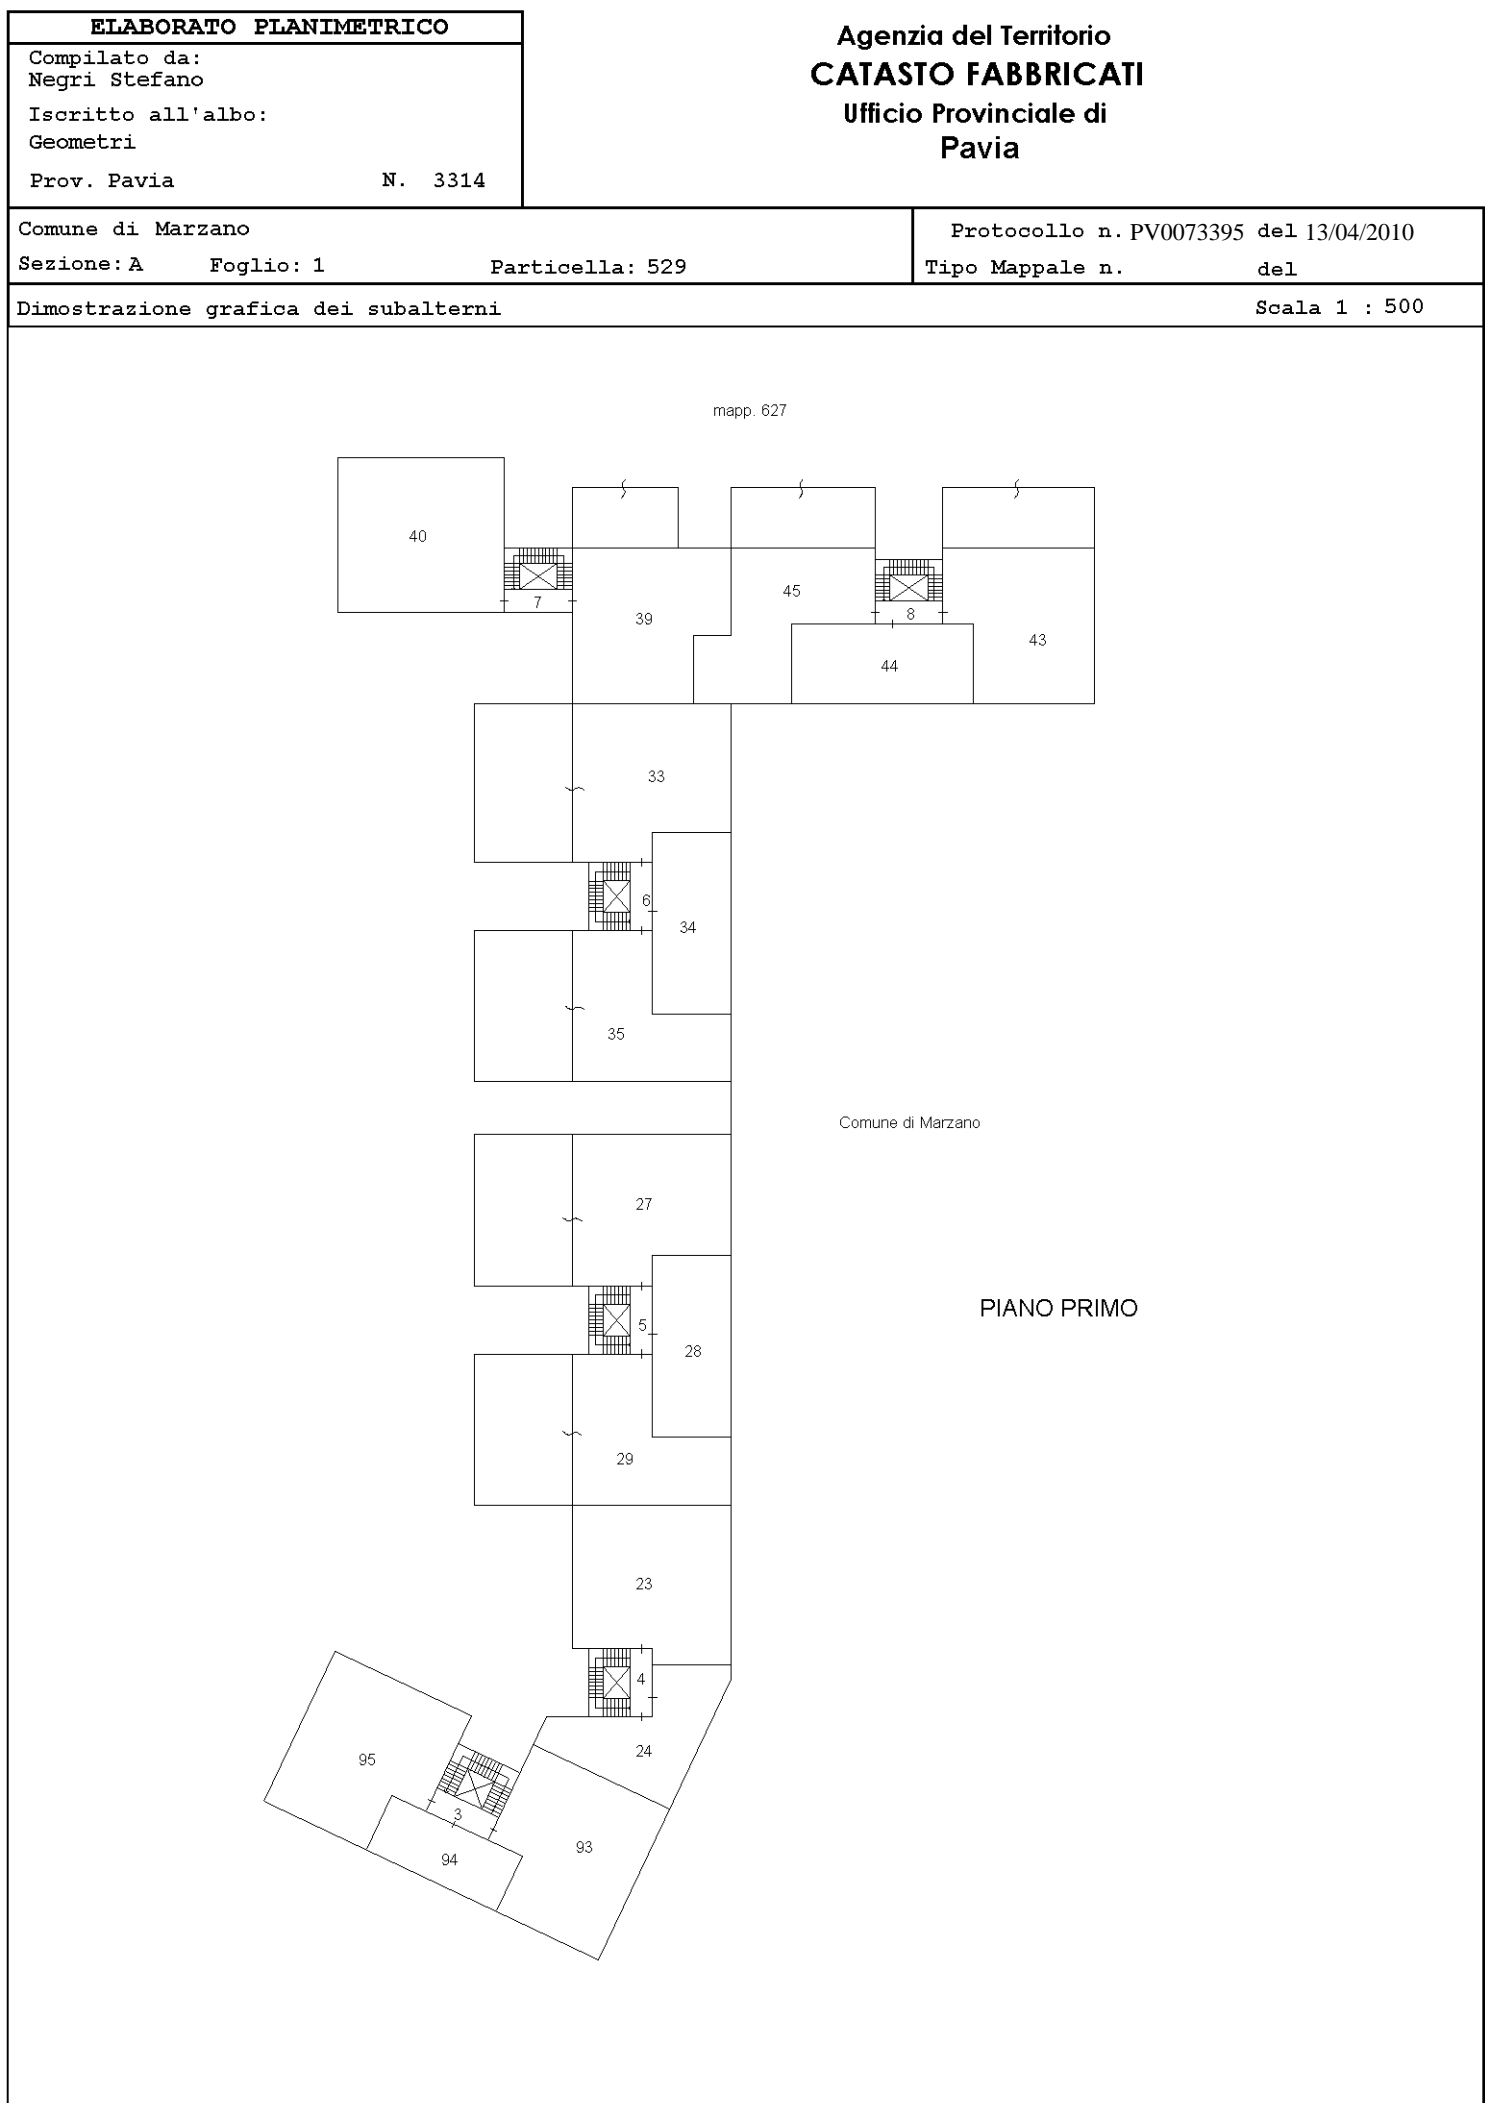 ELABORATO PLANIMETRICO
Compilato da:
Negri Stefano
Iscritto all'albo:
Geometri
Prov. Pavia N. 3314
Agenzia del Territorio
CATASTO FABBRICATI
Ufficio Provinciale di
Pavia
Comune di Marzano
Sezione: A Foglio: 1 Particella: 529
Protocollo n. PV0073395 del 13/04/2010
Tipo Mappale n. del
Dimostrazione grafica dei subalterni Scala 1 : 500
mapp. 627
40
7
39
45
8
43
44
33
6
34
35
Comune di Marzano
27
PIANO PRIMO
5
28
29
23
4
24
95
3
93
94